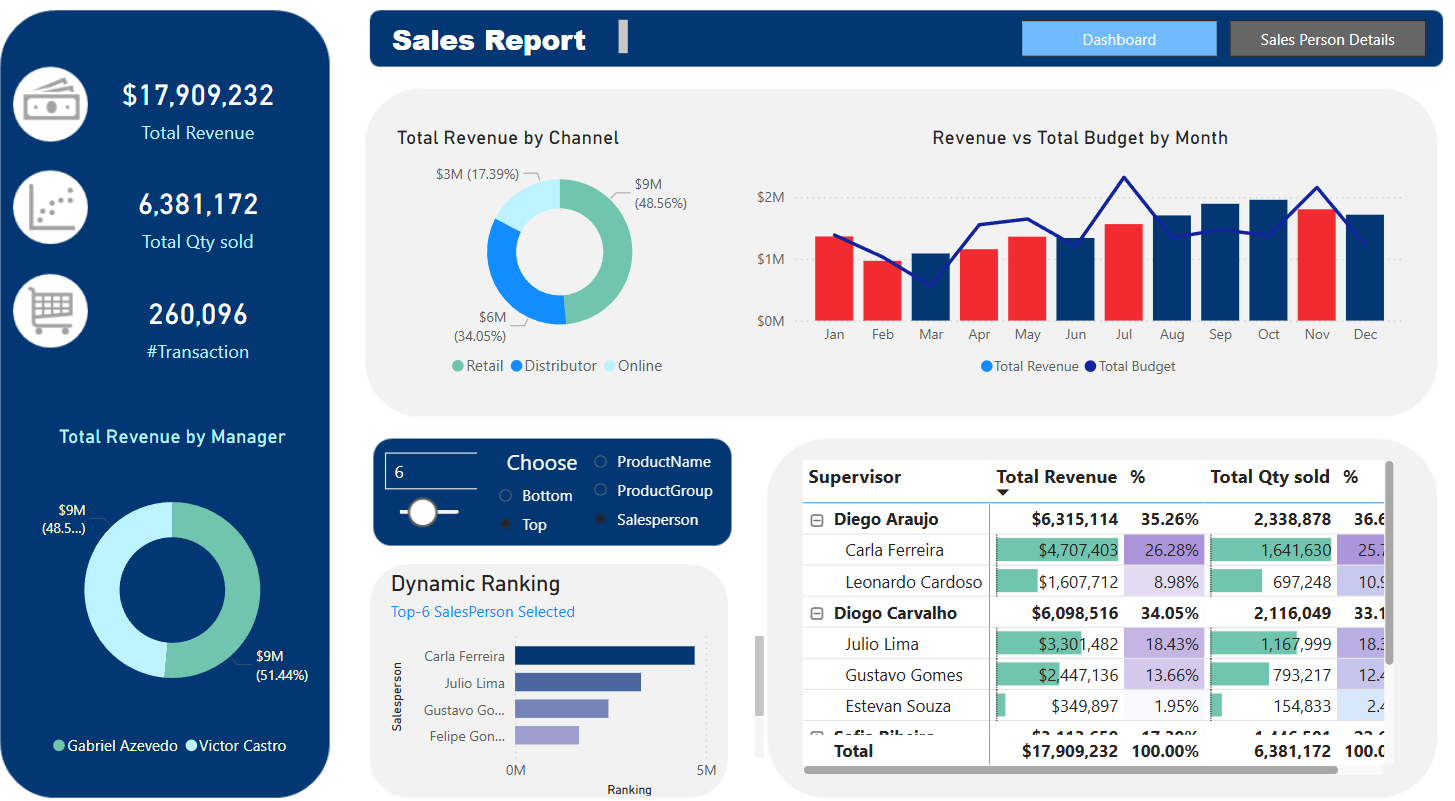 Sales Report
Dashboard
Sales Person Details
$17,909,232
Total Revenue
6,381,172
Total Qty sold
260,096
#Transaction
Total Revenue by Manager
$9M
(48.5...)
$9M
(51.44%)
Gabriel Azevedo Victor Castro
Total Revenue by Channel
$3M (17.39%)
$9M
(48.56%)
$6M
(34.05%)
Retail Distributor Online
Revenue vs Total Budget by Month
$2M
$1M
$0M
Jan Feb Mar Apr May Jun Jul Aug Sep Oct Nov Dec
Total Revenue Total Budget
6
Choose
Bottom
Top
ProductName
ProductGroup
Salesperson
Dynamic Ranking
Top-6 SalesPerson Selected
Salesperson
Carla Ferreira
Julio Lima
Gustavo Go...
Felipe Gon...
0M 5M
Ranking
Supervisor Total Revenue % Total Qty sold %
Diego Araujo $6,315,114 35.26% 2,338,878 36.6
Carla Ferreira $4,707,403 26.28% 1,641,630 25.7
Leonardo Cardoso $1,607,712 8.98% 697,248 10.9
Diogo Carvalho $6,098,516 34.05% 2,116,049 33.1
Julio Lima $3,301,482 18.43% 1,167,999 18.3
Gustavo Gomes $2,447,136 13.66% 793,217 12.4
Estevan Souza $349,897 1.95% 154,833 2.4
Total $17,909,232 100.00% 6,381,172 100.0